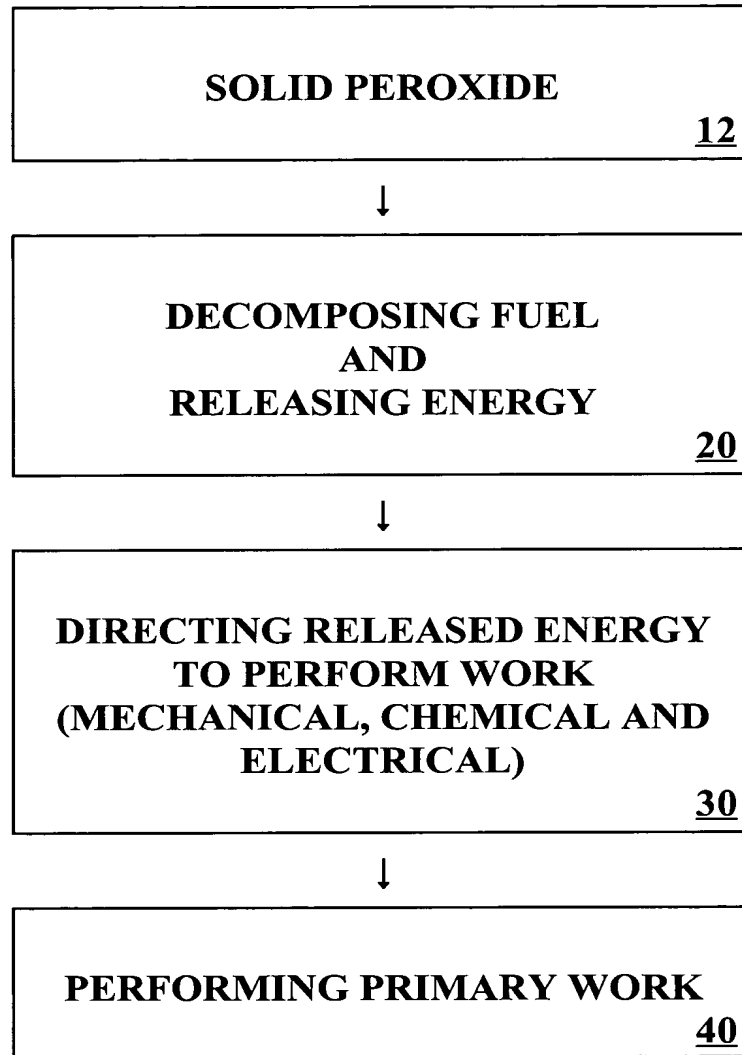 SOLID PEROXIDE
12
↓
DECOMPOSING FUEL
AND
RELEASING ENERGY
20
↓
DIRECTING RELEASED ENERGY
TO PERFORM WORK
(MECHANICAL, CHEMICAL AND
ELECTRICAL)
30
↓
PERFORMING PRIMARY WORK
40